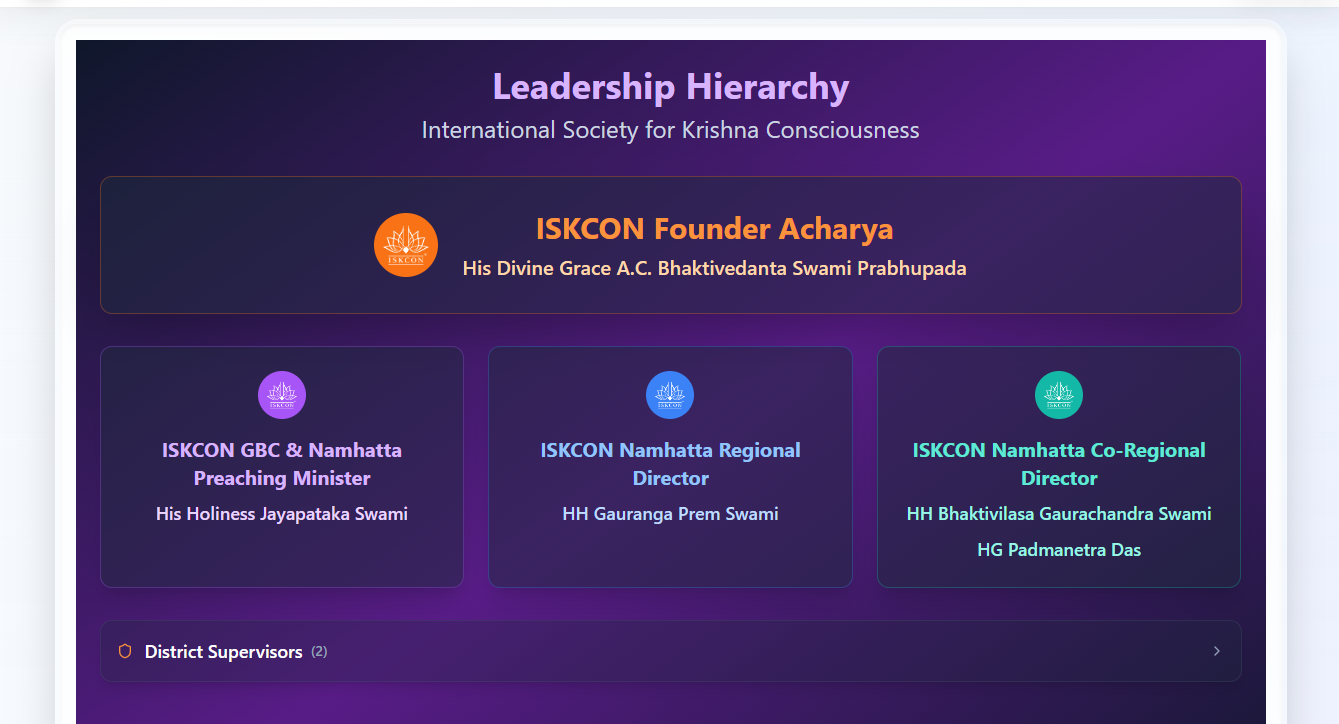 Leadership Hierarchy
International Society for Krishna Consciousness
ISKCON
ISKCON Founder Acharya
His Divine Grace A.C. Bhaktivedanta Swami Prabhupada
ISKCON
ISKCON GBC & Namhatta
Preaching Minister
His Holiness Jayapataka Swami
ISKCON
ISKCON Namhatta Regional
Director
HH Gauranga Prem Swami
ISKCON
ISKCON Namhatta Co-Regional
Director
HH Bhaktivilasa Gaurachandra Swami
HG Padmanetra Das
District Supervisors (2)